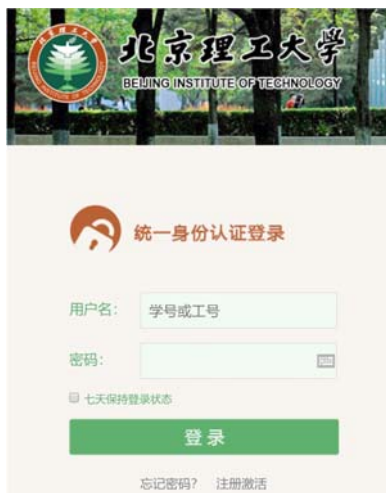 北京理工大学
BEIJING INSTITUTE OF TECHNOLOGY
统一身份认证登录
用户名: 学号或工号
密码:
七天保持登录状态
登录
忘记密码? 注册激活